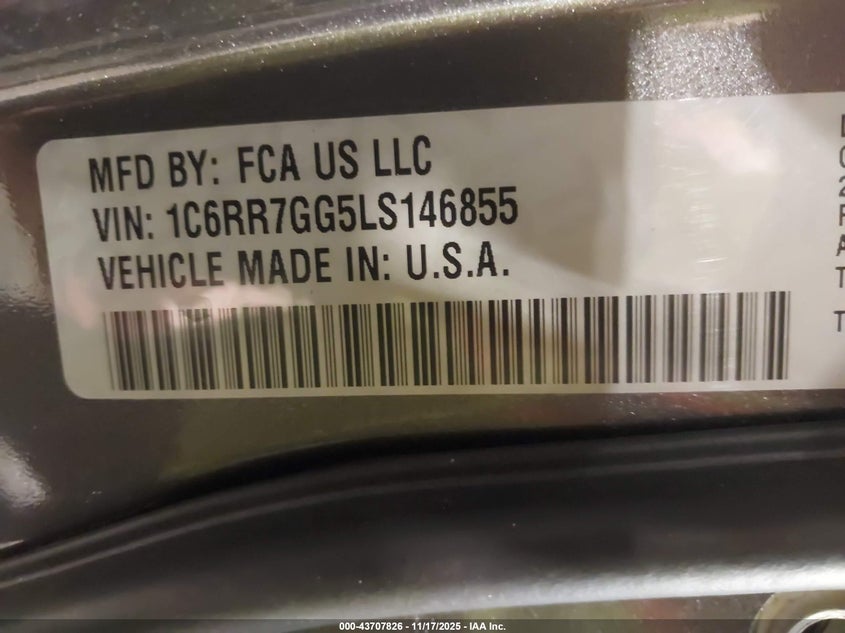 MFD BY: FCA US LLC
VIN: 1C6RR7GG5LS146855
VEHICLE MADE IN: U.S.A.
000-43707826 - 11/17/2025 - IAA Inc.